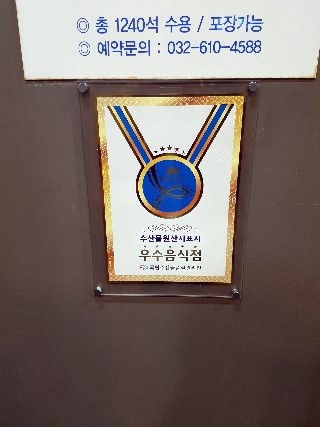 ◎ 총 1240석 수용 / 포장가능
◎ 예약문의 : 032-610-4588
수산물원산지표시
우수음식점